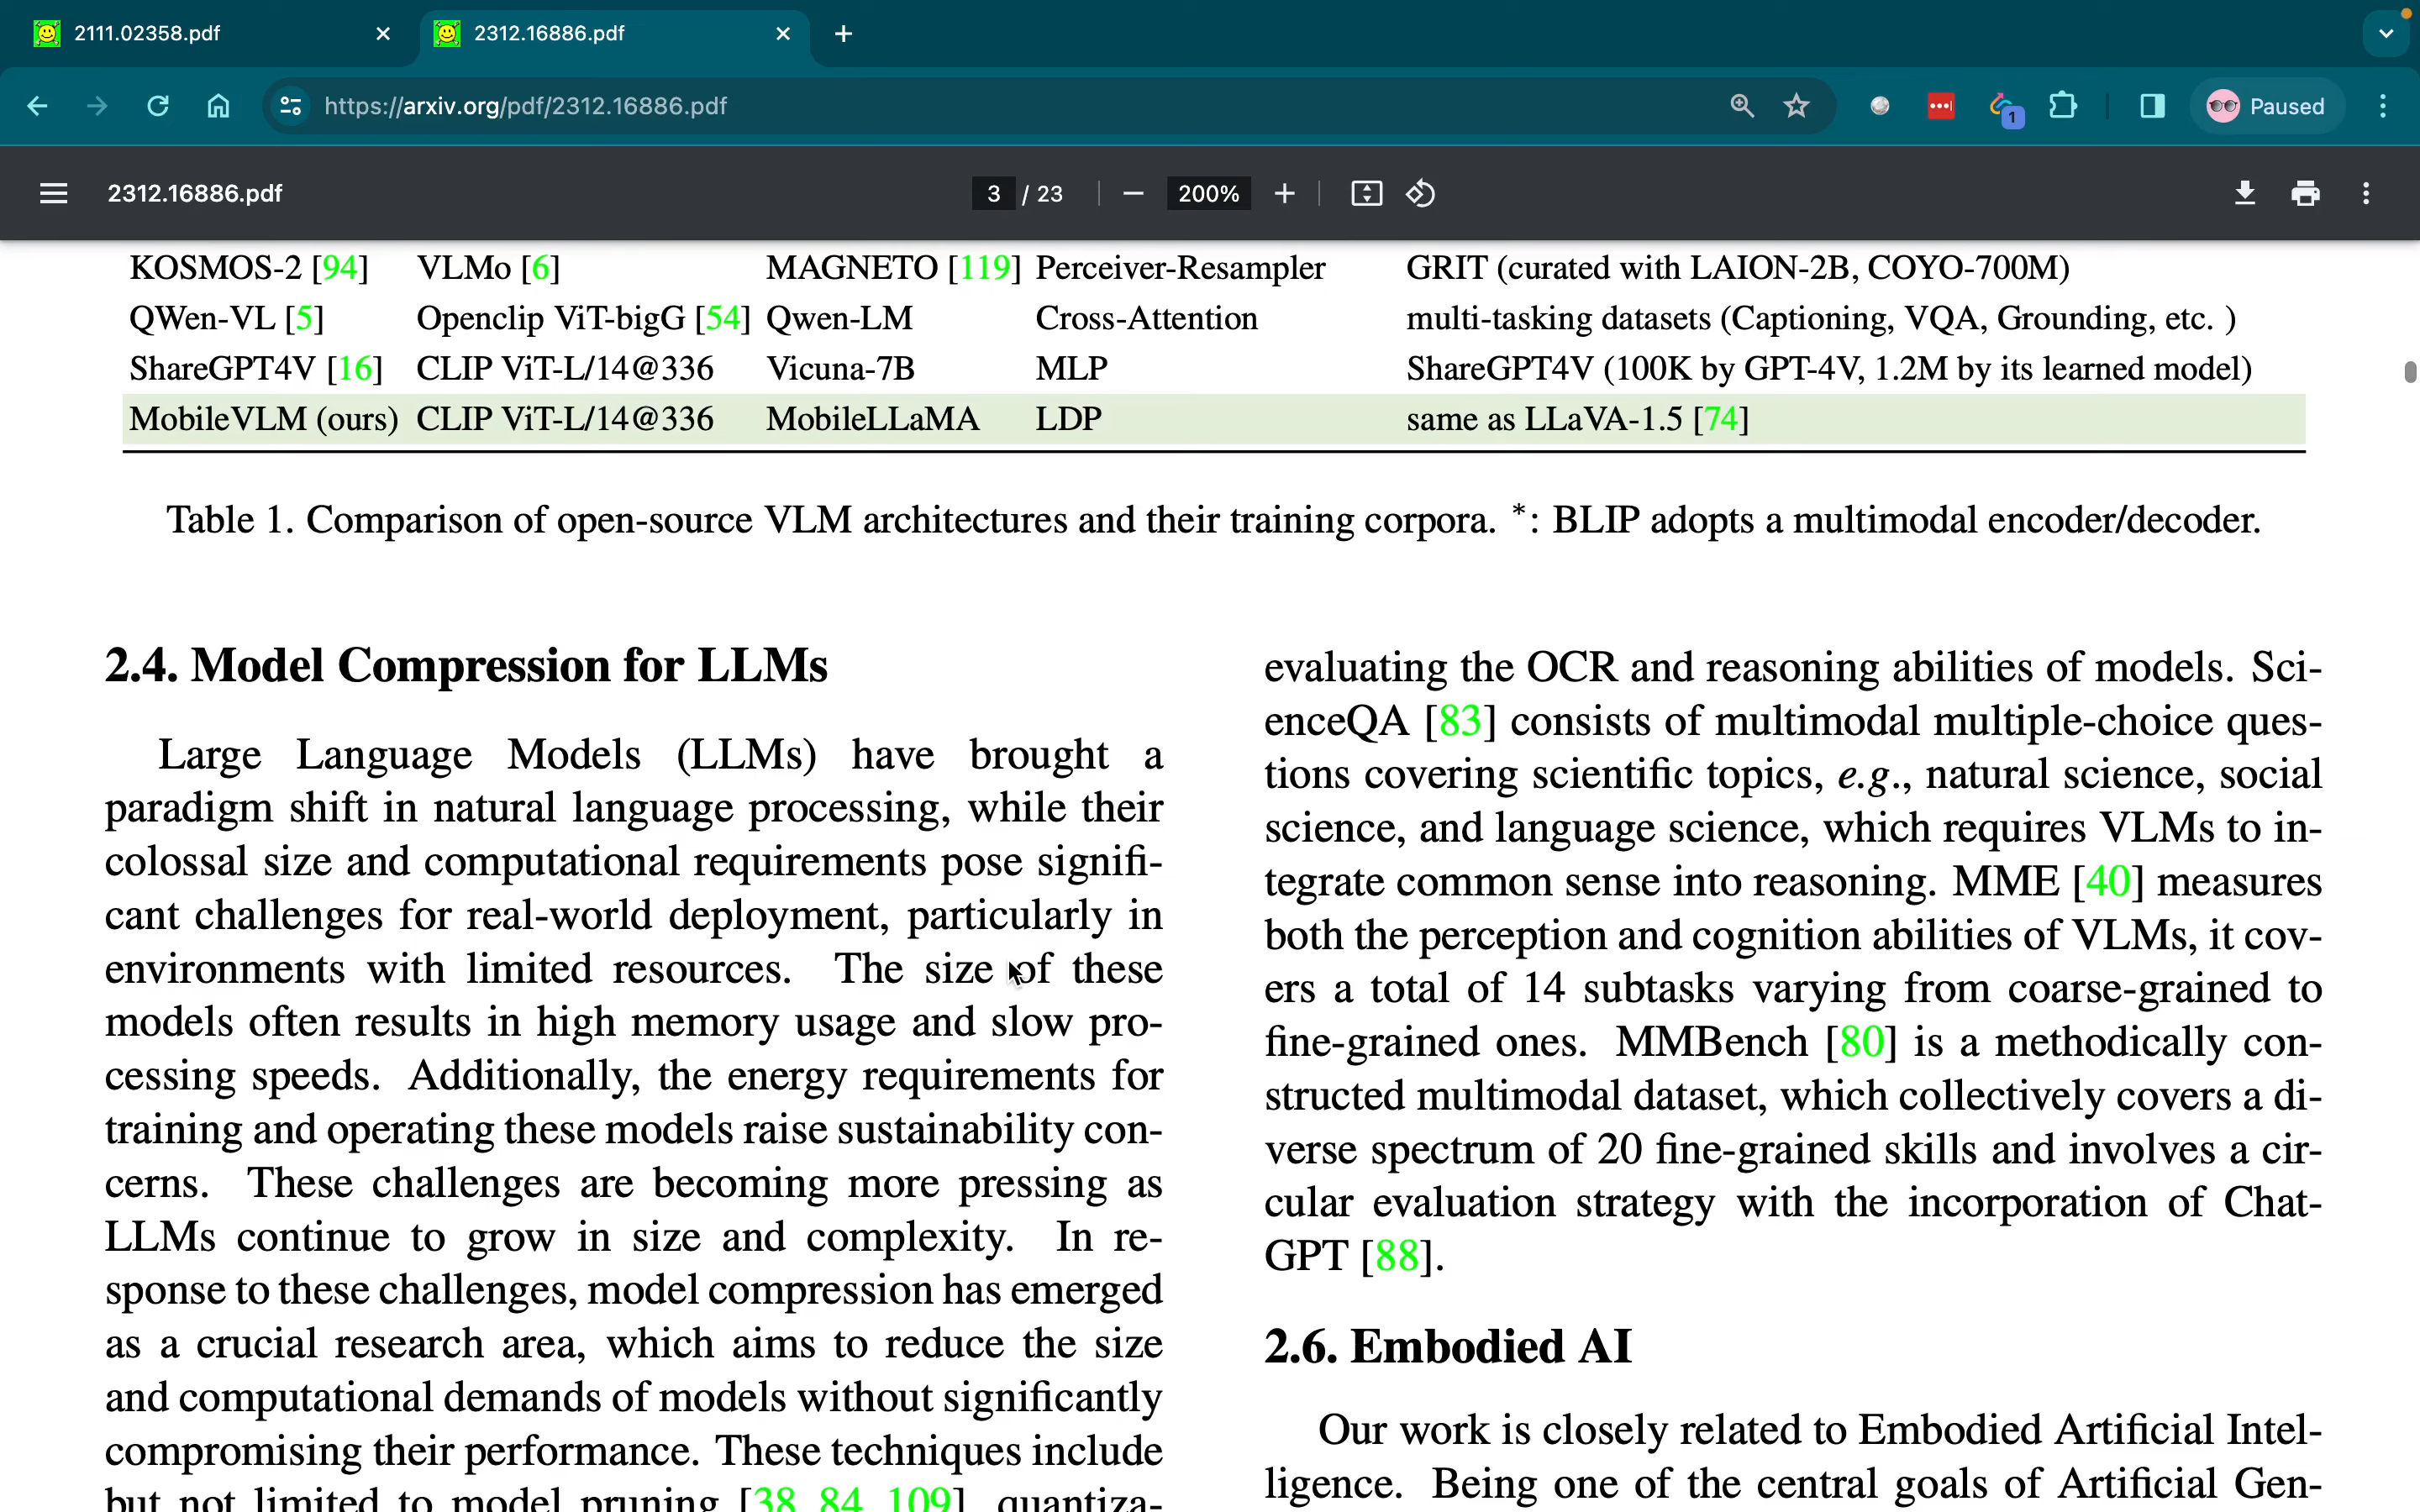 2111.02358.pdf
2312.16886.pdf
https://arxiv.org/pdf/2312.16886.pdf
1
Paused
2312.16886.pdf
3 / 23
200%
KOSMOS-2 [94] VLMo [6] MAGNETO [119] Perceiver-Resampler GRIT (curated with LAION-2B, COYO-700M)
QWen-VL [5] Openclip ViT-bigG [54] Qwen-LM Cross-Attention multi-tasking datasets (Captioning, VQA, Grounding, etc. )
ShareGPT4V [16] CLIP ViT-L/14@336 Vicuna-7B MLP ShareGPT4V (100K by GPT-4V, 1.2M by its learned model)
MobileVLM (ours) CLIP ViT-L/14@336 MobileLLaMA LDP same as LLaVA-1.5 [74]
Table 1. Comparison of open-source VLM architectures and their training corpora. *: BLIP adopts a multimodal encoder/decoder.
2.4. Model Compression for LLMs
Large Language Models (LLMs) have brought a
paradigm shift in natural language processing, while their
colossal size and computational requirements pose signifi-
cant challenges for real-world deployment, particularly in
environments with limited resources. The size of these
models often results in high memory usage and slow pro-
cessing speeds. Additionally, the energy requirements for
training and operating these models raise sustainability con-
cerns. These challenges are becoming more pressing as
LLMs continue to grow in size and complexity. In re-
sponse to these challenges, model compression has emerged
as a crucial research area, which aims to reduce the size
and computational demands of models without significantly
compromising their performance. These techniques include
but not limited to model pruning [38, 84, 109], quantiza-
evaluating the OCR and reasoning abilities of models. Sci-
enceQA [83] consists of multimodal multiple-choice ques-
tions covering scientific topics, e.g., natural science, social
science, and language science, which requires VLMs to in-
tegrate common sense into reasoning. MME [40] measures
both the perception and cognition abilities of VLMs, it cov-
ers a total of 14 subtasks varying from coarse-grained to
fine-grained ones. MMBench [80] is a methodically con-
structed multimodal dataset, which collectively covers a di-
verse spectrum of 20 fine-grained skills and involves a cir-
cular evaluation strategy with the incorporation of Chat-
GPT [88].
2.6. Embodied AI
Our work is closely related to Embodied Artificial Intel-
ligence. Being one of the central goals of Artificial Gen-